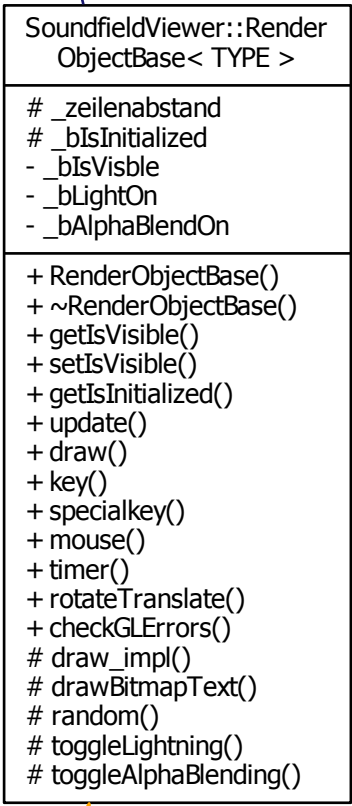 SoundfieldViewer::Render
ObjectBase< TYPE >
# _zeilenabstand
# _bIsInitialized
- _bIsVisble
- _bLightOn
- _bAlphaBlendOn
+ RenderObjectBase()
+ ~RenderObjectBase()
+ getIsVisible()
+ setIsVisible()
+ getIsInitialized()
+ update()
+ draw()
+ key()
+ specialkey()
+ mouse()
+ timer()
+ rotateTranslate()
+ checkGLErrors()
# draw_impl()
# drawBitmapText()
# random()
# toggleLightning()
# toggleAlphaBlending()